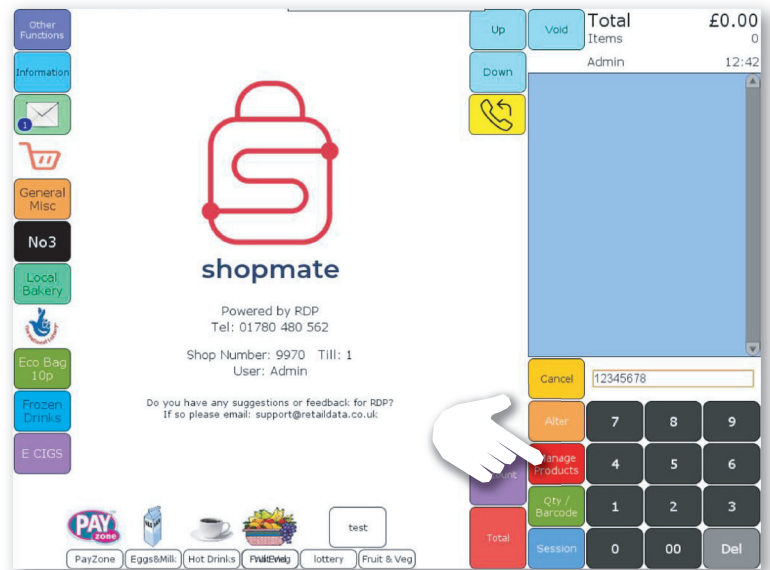 Other
Functions
Information
1
General
Misc
No3
Local
Bakery
The National Lottery
Eco Bag
10p
Frozen
Drinks
E CIGS
shopmate
Powered by RDP
Tel: 01780 480 562
Shop Number: 9970 Till: 1
User: Admin
Do you have any suggestions or feedback for RDP?
If so please email: support@retaildata.co.uk
PAY
zone
test
PayZone
Eggs&Milk
Hot Drinks
lottery
Fruit & Veg
Up
Void
Down
Total £0.00
Items 0
Admin 12:42
Cancel
12345678
Alter
7 8 9
Manage
Products
4 5 6
Qty /
Barcode
1 2 3
Total
Session
0 00 Del